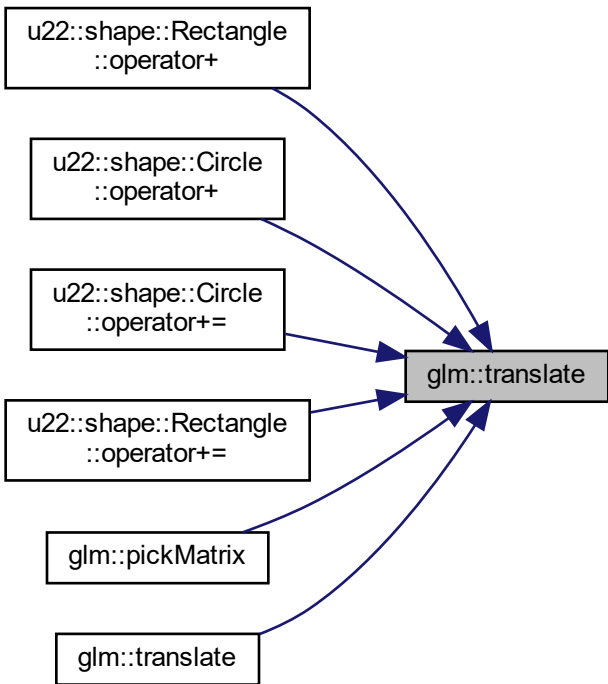 u22::shape::Rectangle
::operator+
u22::shape::Circle
::operator+
u22::shape::Circle
::operator+=
glm::translate
u22::shape::Rectangle
::operator+=
glm::pickMatrix
glm::translate